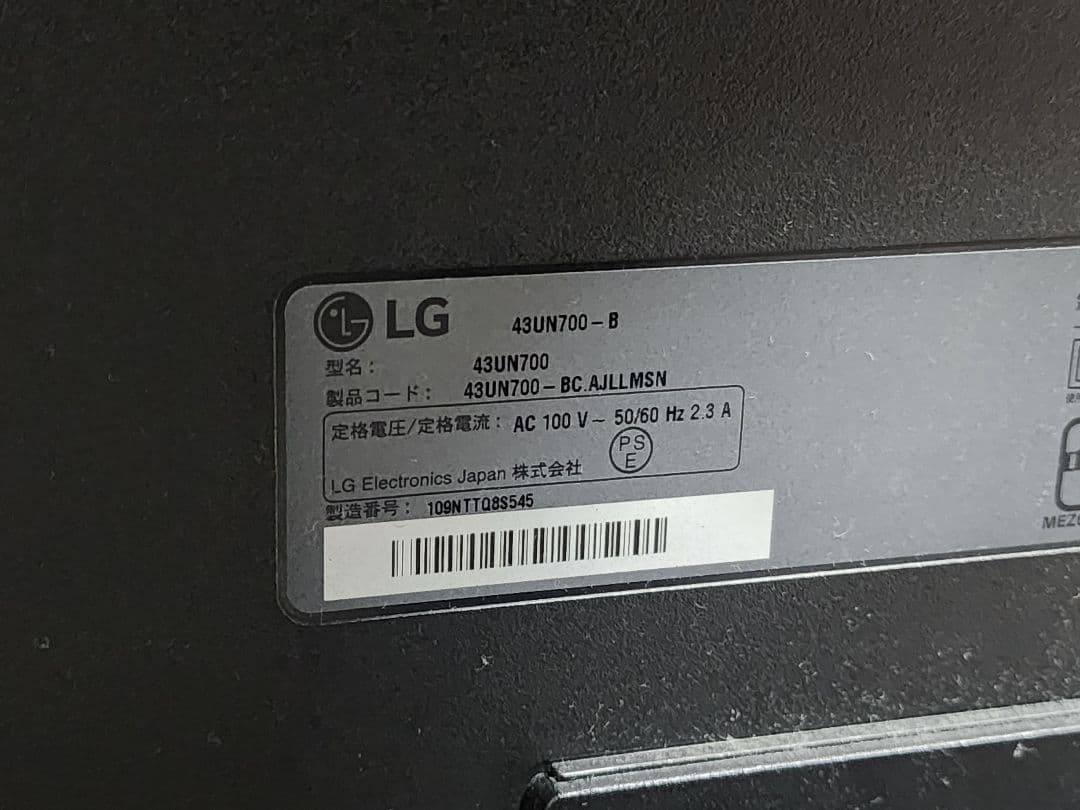 LG 43UN700-B
型名: 43UN700
製品コード: 43UN700-BC.AJLLMSN
定格電圧/定格電流: AC 100 V~ 50/60 Hz 2.3 A
PS
E
LG Electronics Japan 株式会社
製造番号: 109NTTQ8S545